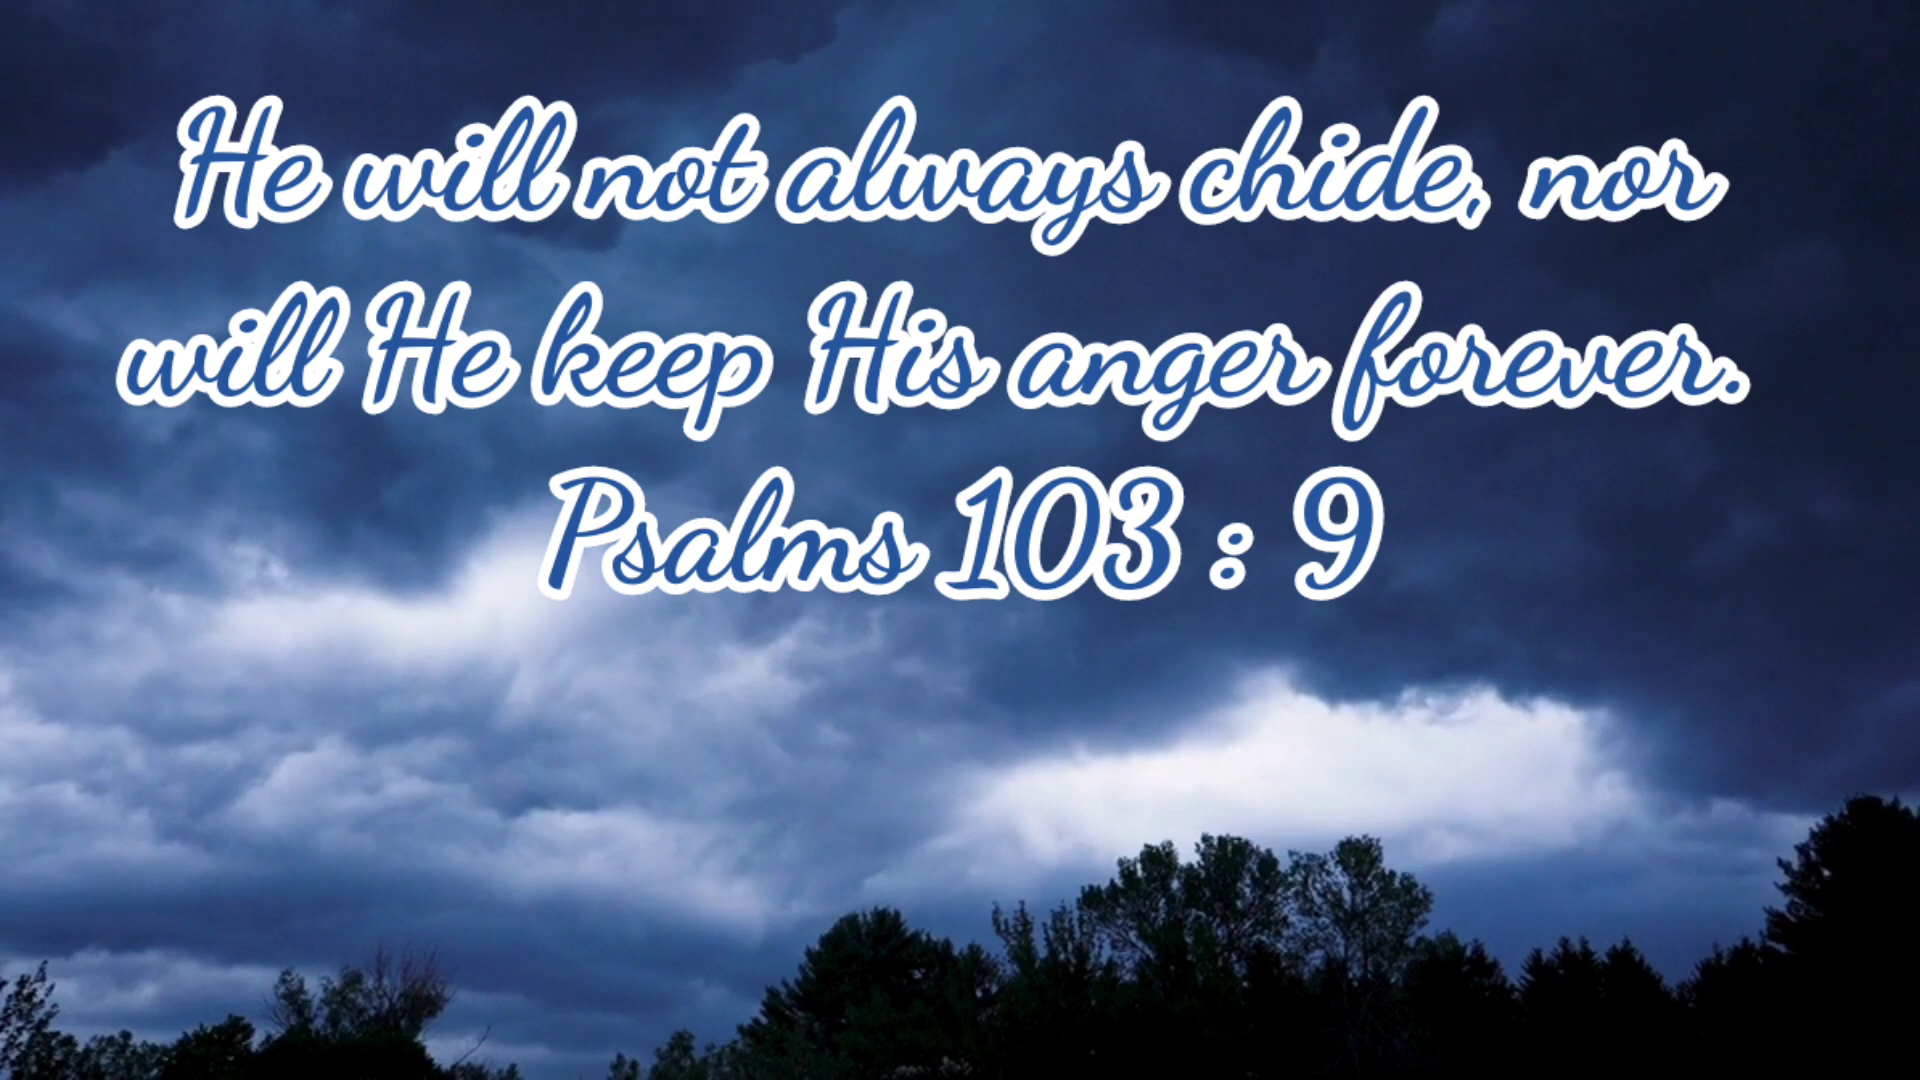 He will not always chide, nor
will He keep His anger forever.
Psalms 103 : 9